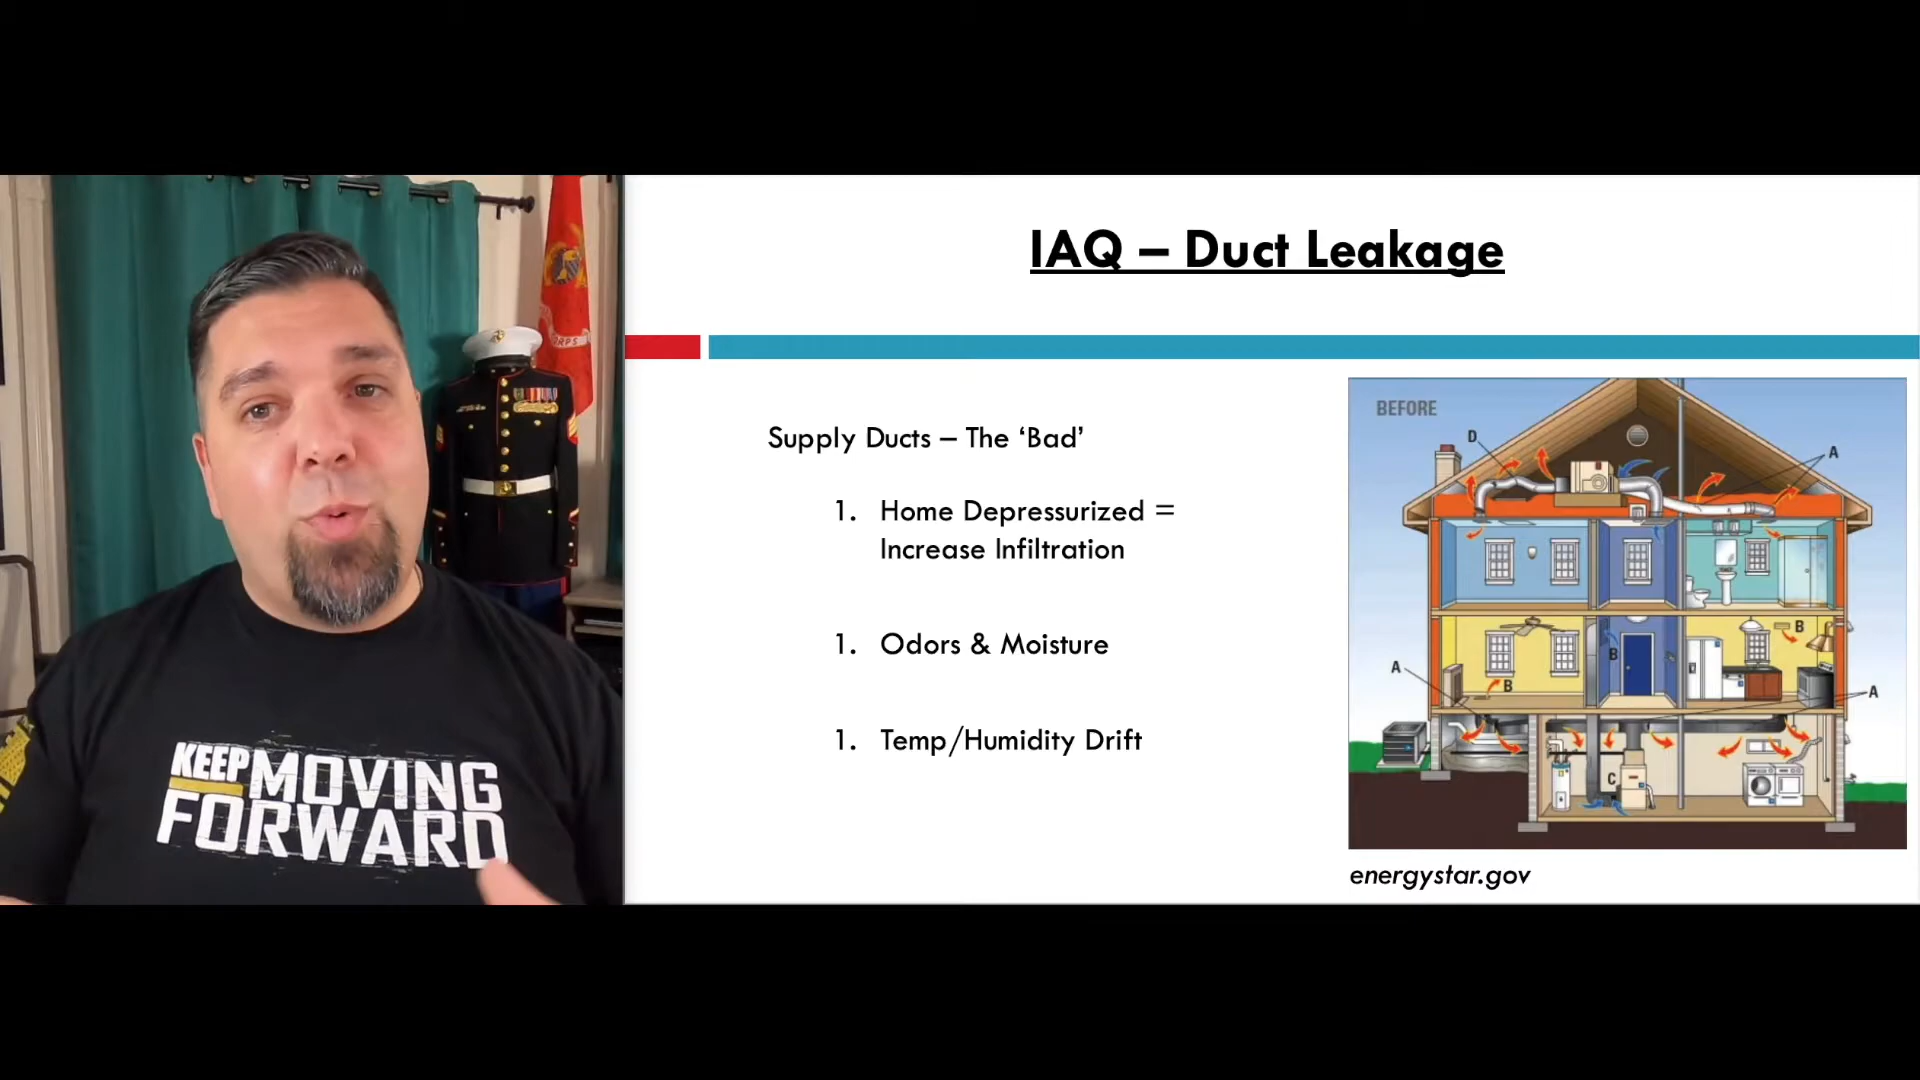 IAQ – Duct Leakage
Supply Ducts – The ‘Bad’
1. Home Depressurized =
Increase Infiltration
1. Odors & Moisture
1. Temp/Humidity Drift
BEFORE
D
A
B
B
A
B
A
C
energystar.gov
ORPS
KEEP MOVING
FORWARD